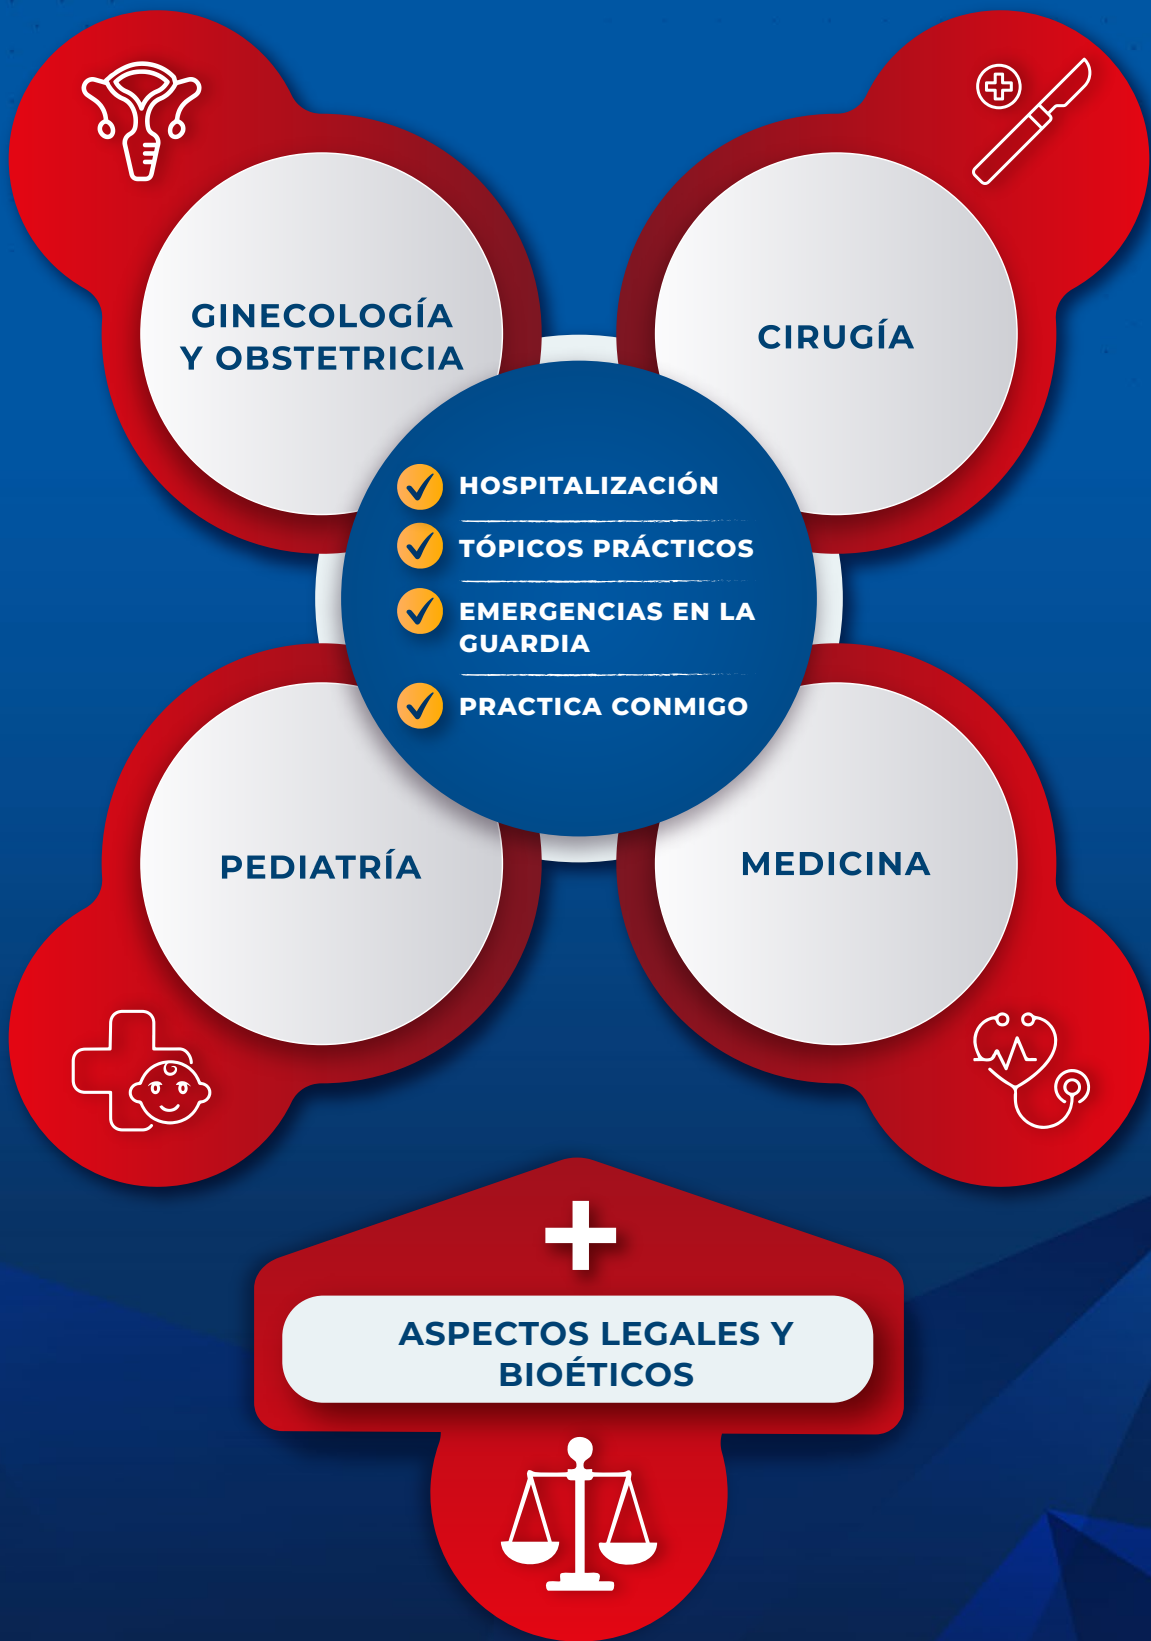 GINECOLOGÍA
Y OBSTETRICIA
CIRUGÍA
HOSPITALIZACIÓN
TÓPICOS PRÁCTICOS
EMERGENCIAS EN LA
GUARDIA
PRACTICA CONMIGO
PEDIATRÍA
MEDICINA
ASPECTOS LEGALES Y
BIOÉTICOS